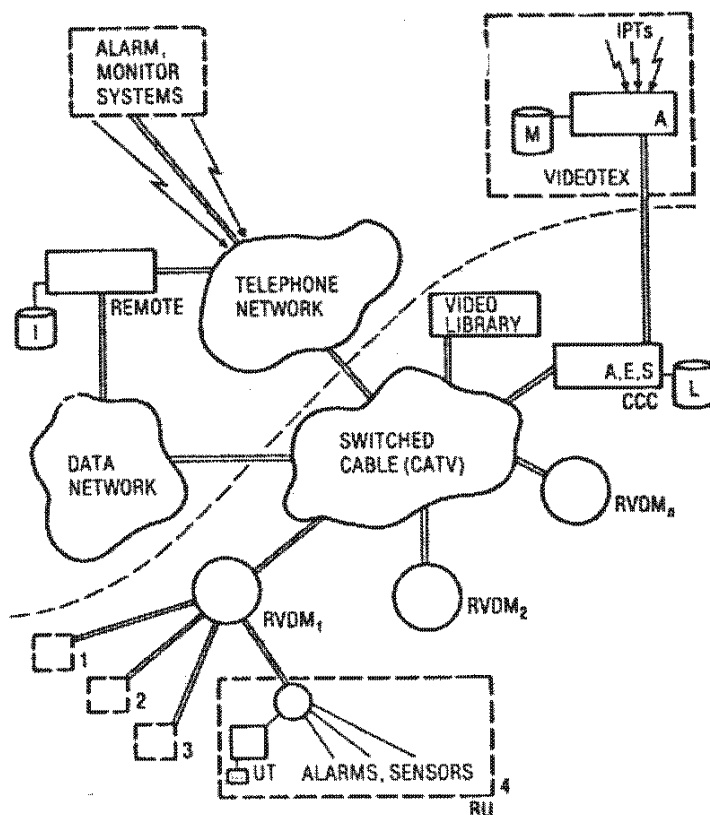 ALARM,
MONITOR
SYSTEMS
IPTs
A
M
VIDEOTEX
TELEPHONE
NETWORK
REMOTE
I
VIDEO
LIBRARY
A,E,S
CCC
L
DATA
NETWORK
SWITCHED
CABLE (CATV)
RVDMₙ
RVDM₁
RVDM₂
1
2
3
UT
ALARMS, SENSORS
4
RU